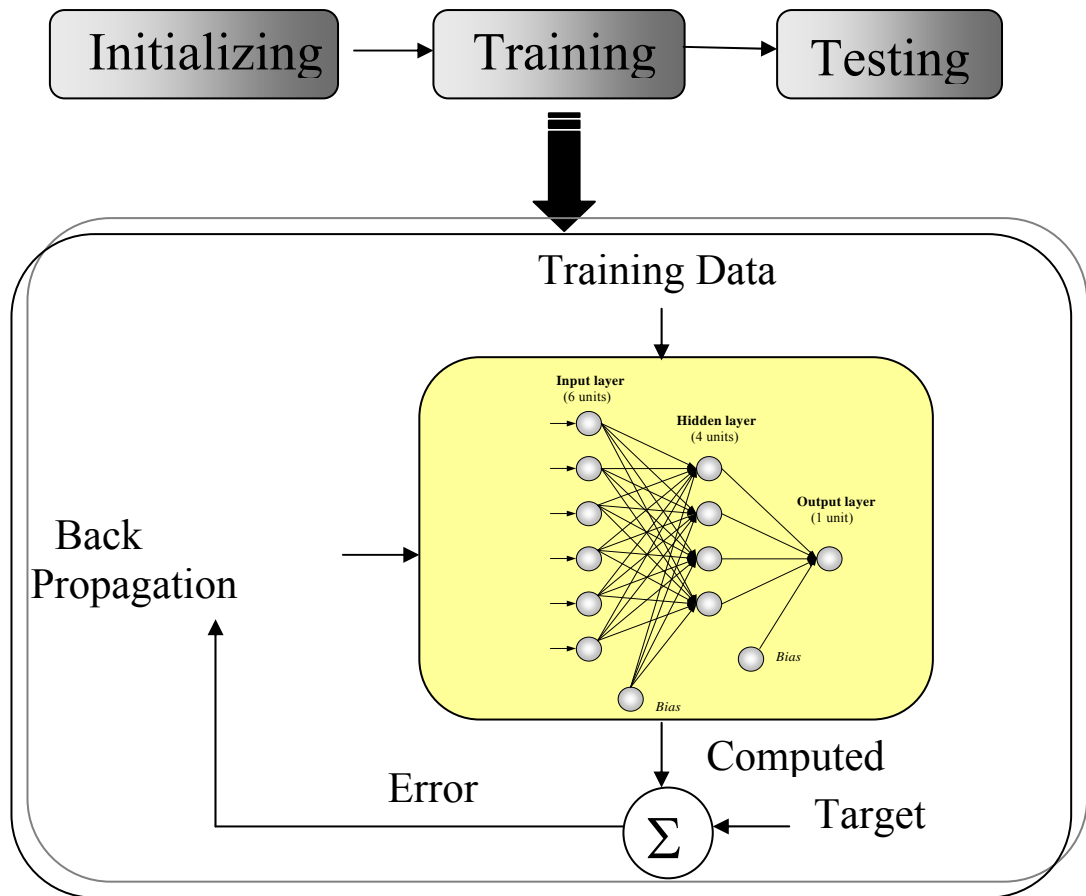 Initializing
Training
Testing
Training Data
Input layer
(6 units)
Hidden layer
(4 units)
Output layer
(1 unit)
Back
Propagation
Bias
Bias
Computed
Error
Target
Σ